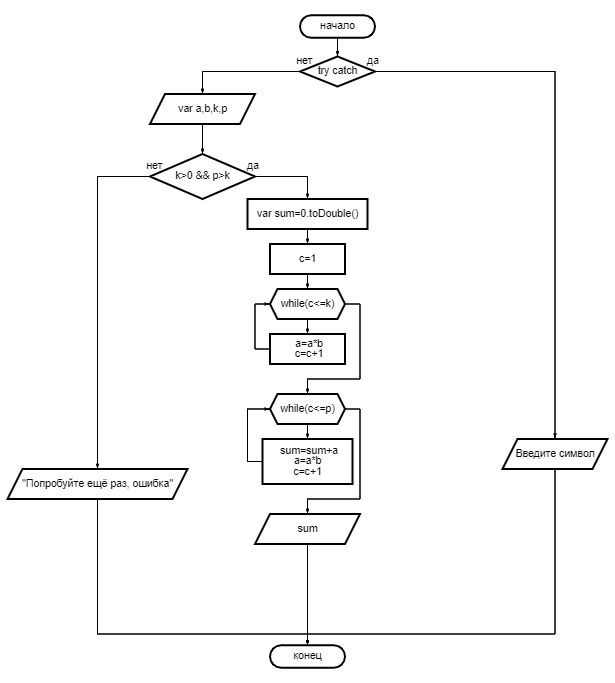 начало
нет
да
try catch
var a,b,k,p
нет
да
k>0 && p>k
var sum=0.toDouble()
c=1
while(c<=k)
a=a*b
c=c+1
while(c<=p)
sum=sum+a
a=a*b
c=c+1
Введите символ
"Попробуйте ещё раз, ошибка"
sum
конец